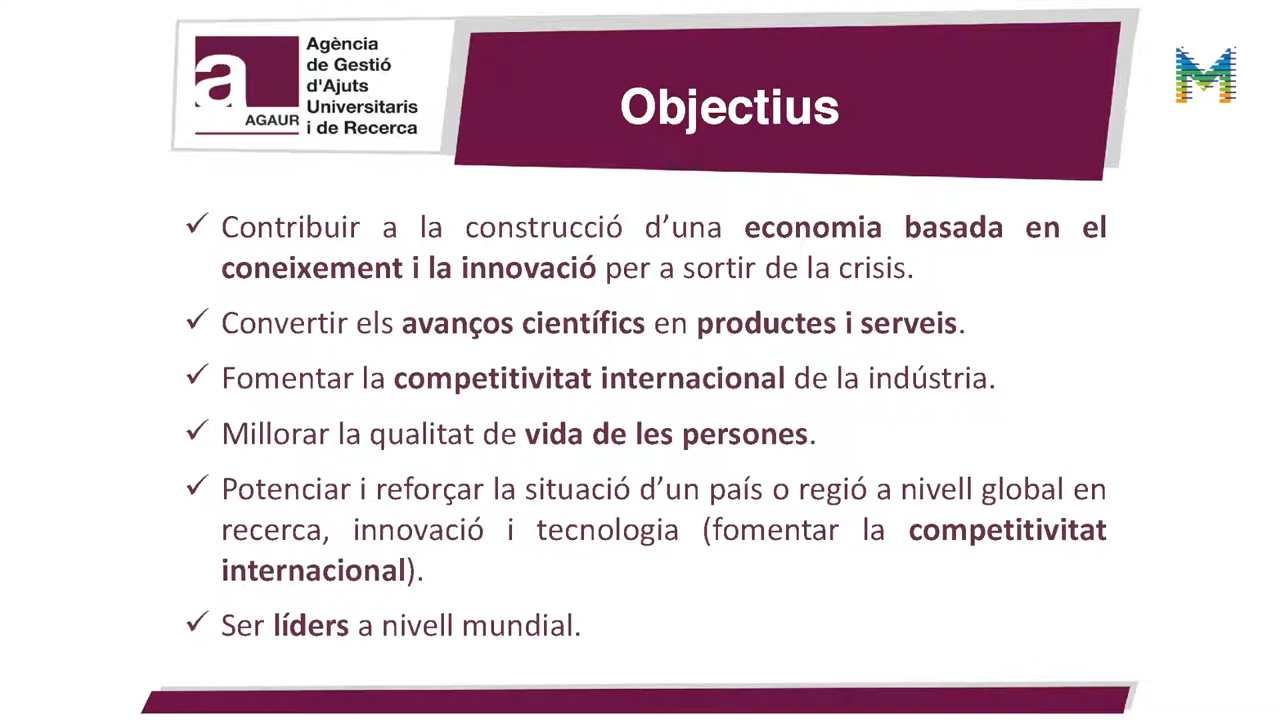 a
AGAUR
Agència
de Gestió
d'Ajuts
Universitaris
i de Recerca
Objectius
M
✓ Contribuir a la construcció d’una economia basada en el
coneixement i la innovació per a sortir de la crisis.
✓ Convertir els avanços científics en productes i serveis.
✓ Fomentar la competitivitat internacional de la indústria.
✓ Millorar la qualitat de vida de les persones.
✓ Potenciar i reforçar la situació d’un país o regió a nivell global en
recerca, innovació i tecnologia (fomentar la competitivitat
internacional).
✓ Ser líders a nivell mundial.